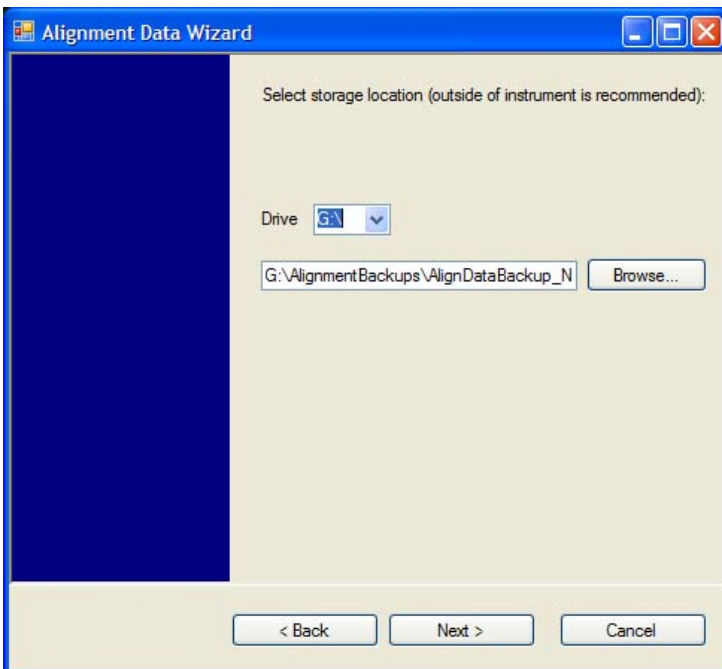 Alignment Data Wizard
Select storage location (outside of instrument is recommended):
Drive G:\
G:\AlignmentBackups\AlignDataBackup_N Browse...
< Back Next > Cancel